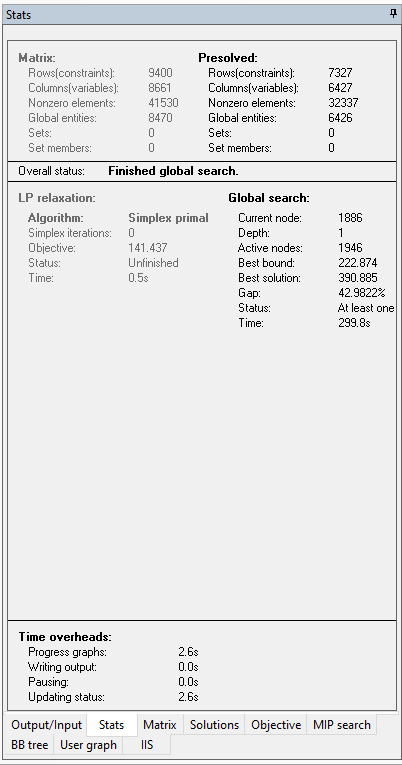 Stats
Matrix: Presolved:
Rows(constraints): 9400 Rows(constraints): 7327
Columns(variables): 8661 Columns(variables): 6427
Nonzero elements: 41530 Nonzero elements: 32337
Global entities: 8470 Global entities: 6426
Sets: 0 Sets: 0
Set members: 0 Set members: 0
Overall status: Finished global search.
LP relaxation: Global search:
Algorithm: Simplex primal Current node: 1886
Simplex iterations: 0 Depth: 1
Objective: 141.437 Active nodes: 1946
Status: Unfinished Best bound: 222.874
Time: 0.5s Best solution: 390.885
Gap: 42.9822%
Status: At least one
Time: 299.8s
Time overheads:
Progress graphs: 2.6s
Writing output: 0.0s
Pausing: 0.0s
Updating status: 2.6s
Output/Input Stats Matrix Solutions Objective MIP search
BB tree User graph IIS